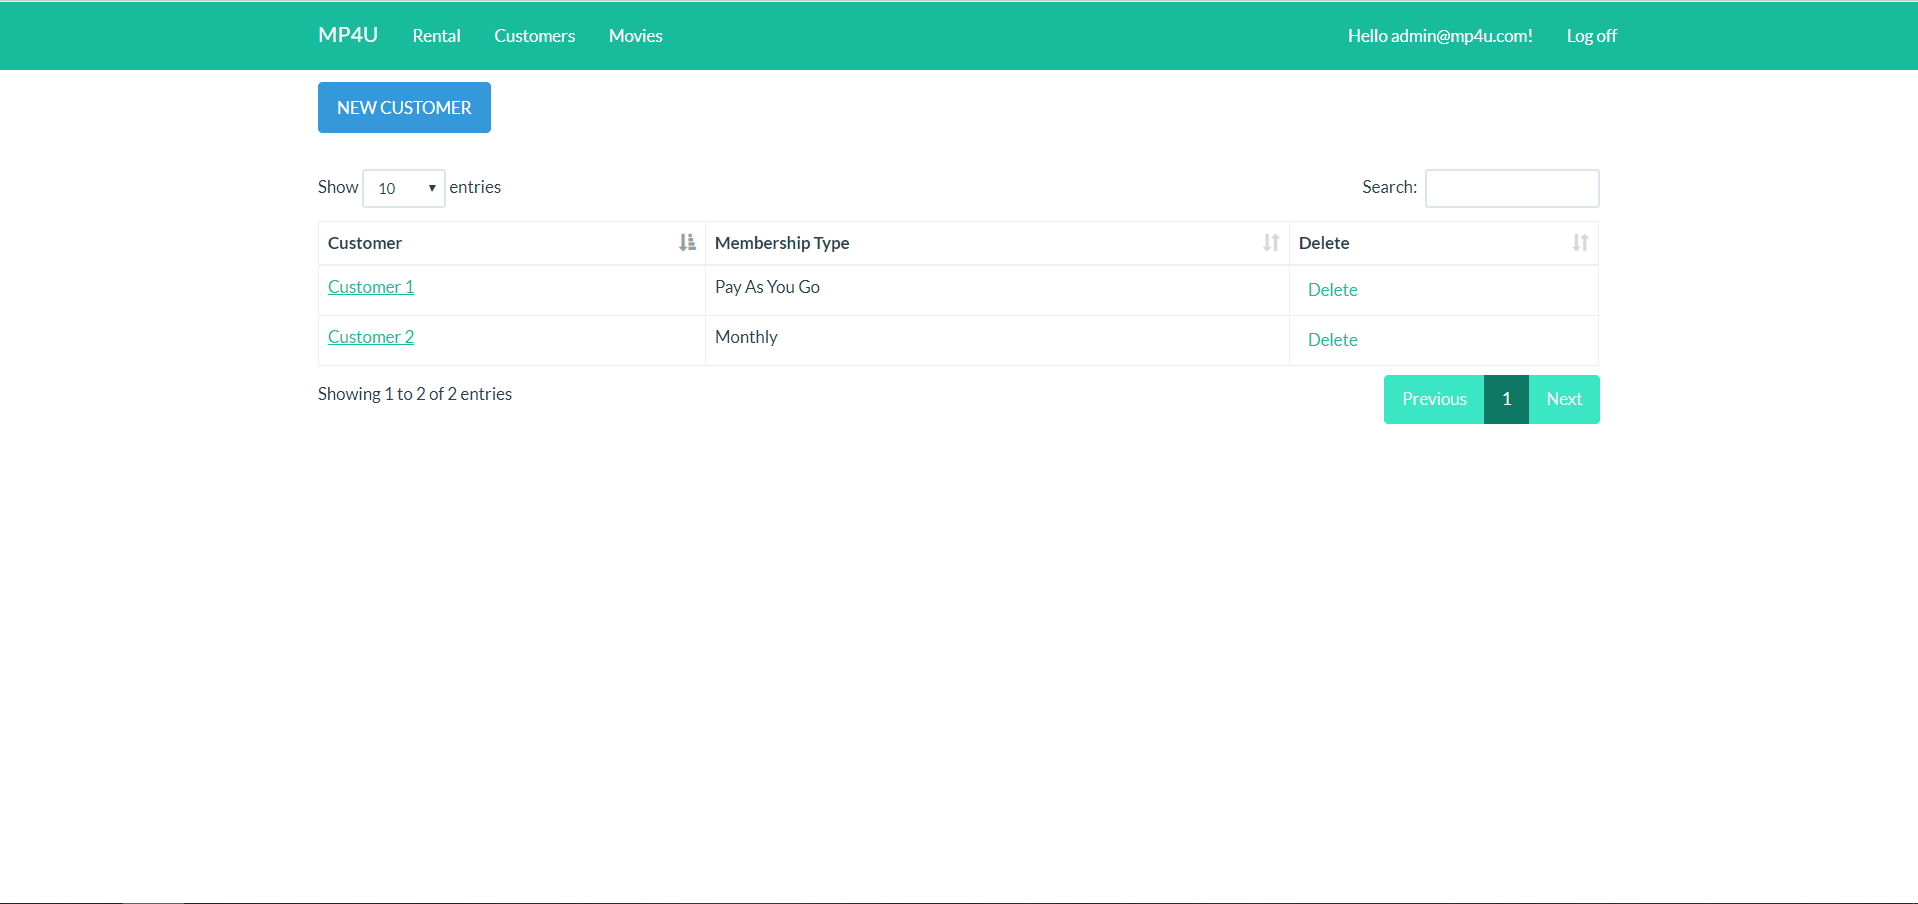 MP4U Rental Customers Movies Hello admin@mp4u.com! Log off
NEW CUSTOMER
Show 10 entries Search:
Customer Membership Type Delete
Customer 1 Pay As You Go Delete
Customer 2 Monthly Delete
Showing 1 to 2 of 2 entries Previous 1 Next